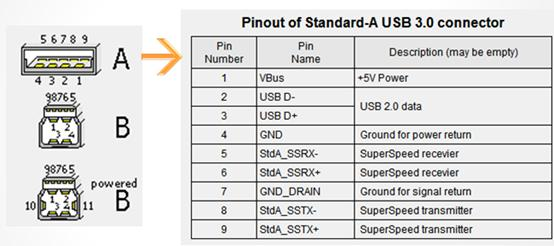 5 6 7 8 9
A
4 3 2 1
98765
1 2
3 4
B
98765
powered
1 2
3 4
10
11
B
Pinout of Standard-A USB 3.0 connector
Pin Number Pin Name Description (may be empty)
1 VBus +5V Power
2 USB D- USB 2.0 data
3 USB D+
4 GND Ground for power return
5 StdA_SSRX- SuperSpeed recevier
6 StdA_SSRX+ SuperSpeed recevier
7 GND_DRAIN Ground for signal return
8 StdA_SSTX- SuperSpeed transmitter
9 StdA_SSTX+ SuperSpeed transmitter